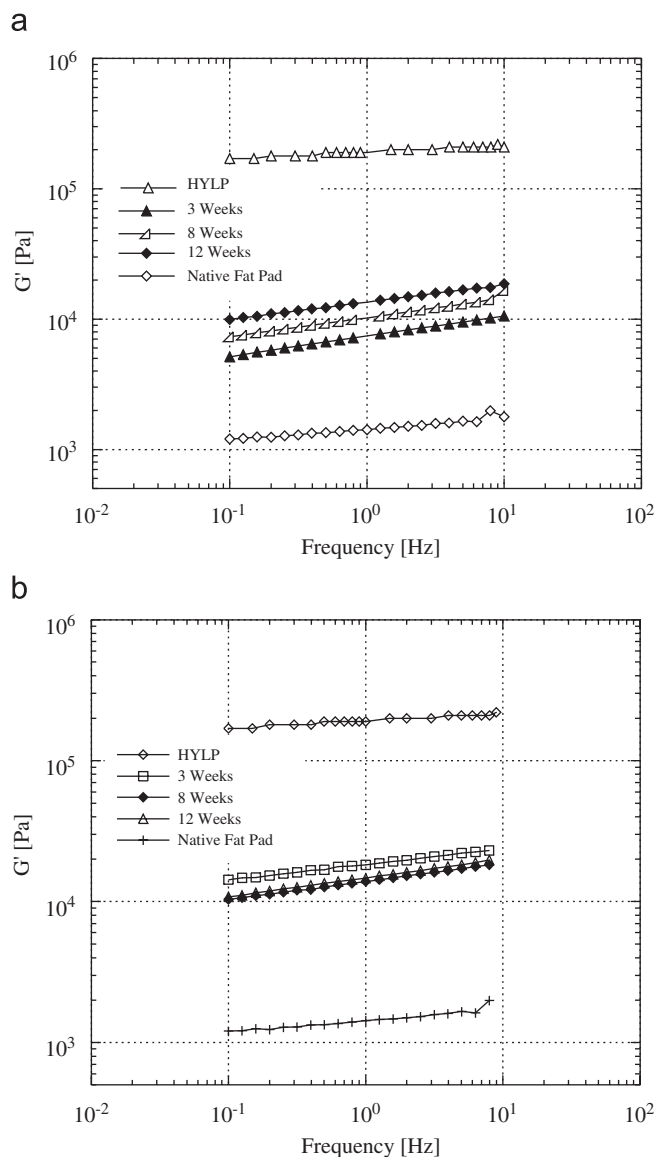 a
10^6
10^5
10^4
10^3
G' [Pa]
HYLP
3 Weeks
8 Weeks
12 Weeks
Native Fat Pad
10^-2
10^-1
10^0
10^1
10^2
Frequency [Hz]
b
10^6
10^5
10^4
10^3
G' [Pa]
HYLP
3 Weeks
8 Weeks
12 Weeks
Native Fat Pad
10^-2
10^-1
10^0
10^1
10^2
Frequency [Hz]